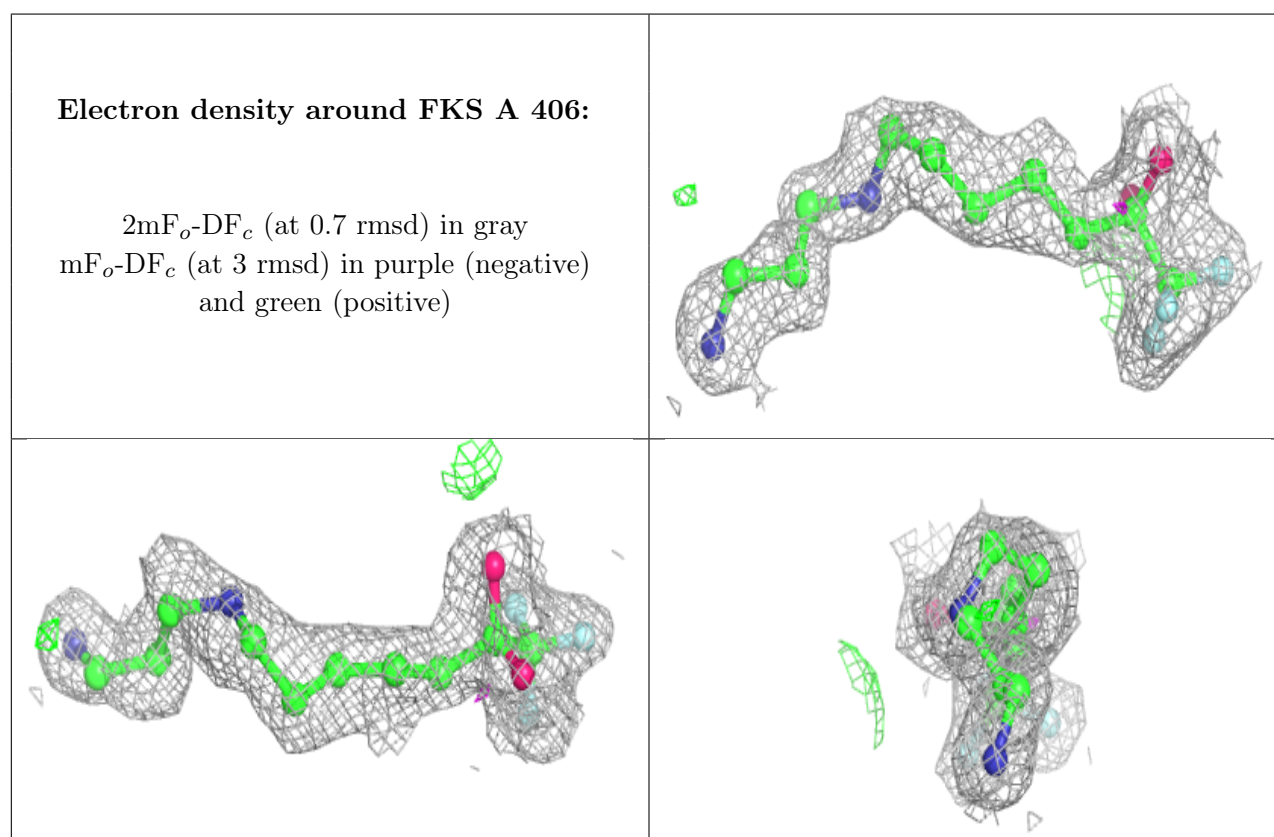 Electron density around FKS A 406:
2mFo-DFc (at 0.7 rmsd) in gray
mFo-DFc (at 3 rmsd) in purple (negative)
and green (positive)